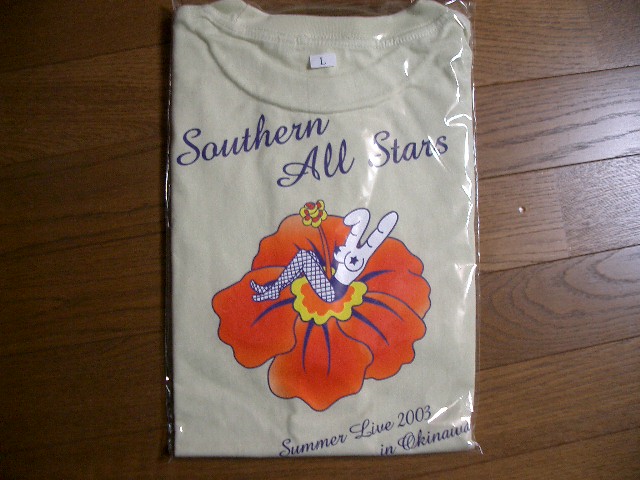 L
Southern
All Stars
Summer Live 2003
in Okinawa